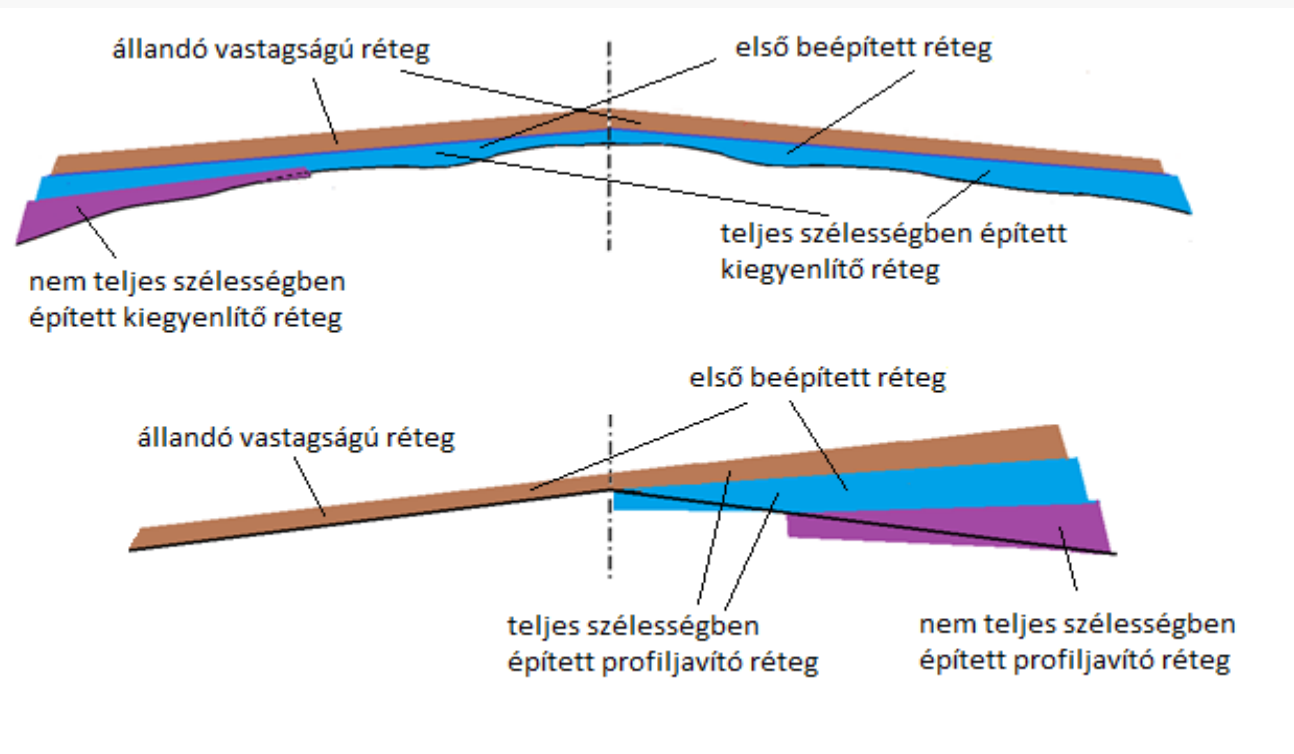 állandó vastagságú réteg
első beépített réteg
teljes szélességben épített
kiegyenlítő réteg
nem teljes szélességben
épített kiegyenlítő réteg
első beépített réteg
állandó vastagságú réteg
teljes szélességben
épített profiljavító réteg
nem teljes szélességben
épített profiljavító réteg